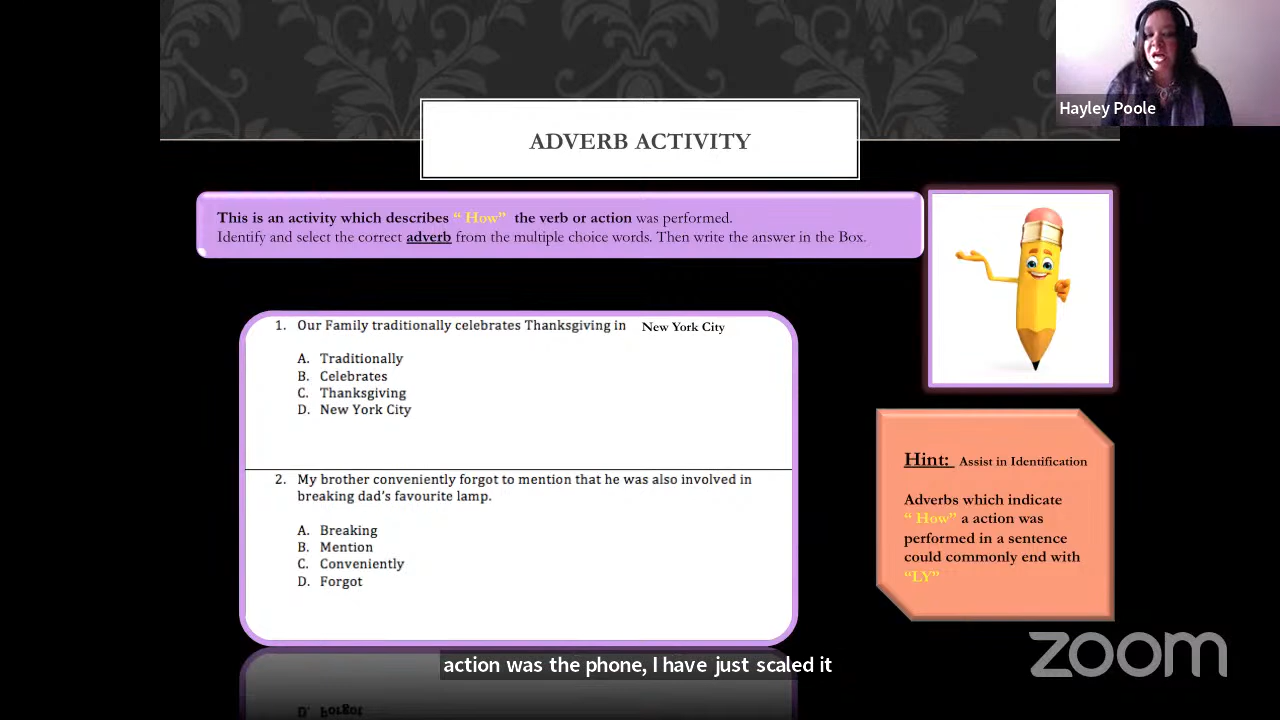 Hayley Poole
ADVERB ACTIVITY
This is an activity which describes “ How” the verb or action was performed.
Identify and select the correct adverb from the multiple choice words. Then write the answer in the Box.
1. Our Family traditionally celebrates Thanksgiving in New York City
A. Traditionally
B. Celebrates
C. Thanksgiving
D. New York City
2. My brother conveniently forgot to mention that he was also involved in
breaking dad's favourite lamp.
A. Breaking
B. Mention
C. Conveniently
D. Forgot
Hint: Assist in Identification
Adverbs which indicate
“ How” a action was
performed in a sentence
could commonly end with
“LY”
action was the phone, I have just scaled it
zoom
D. Forgot